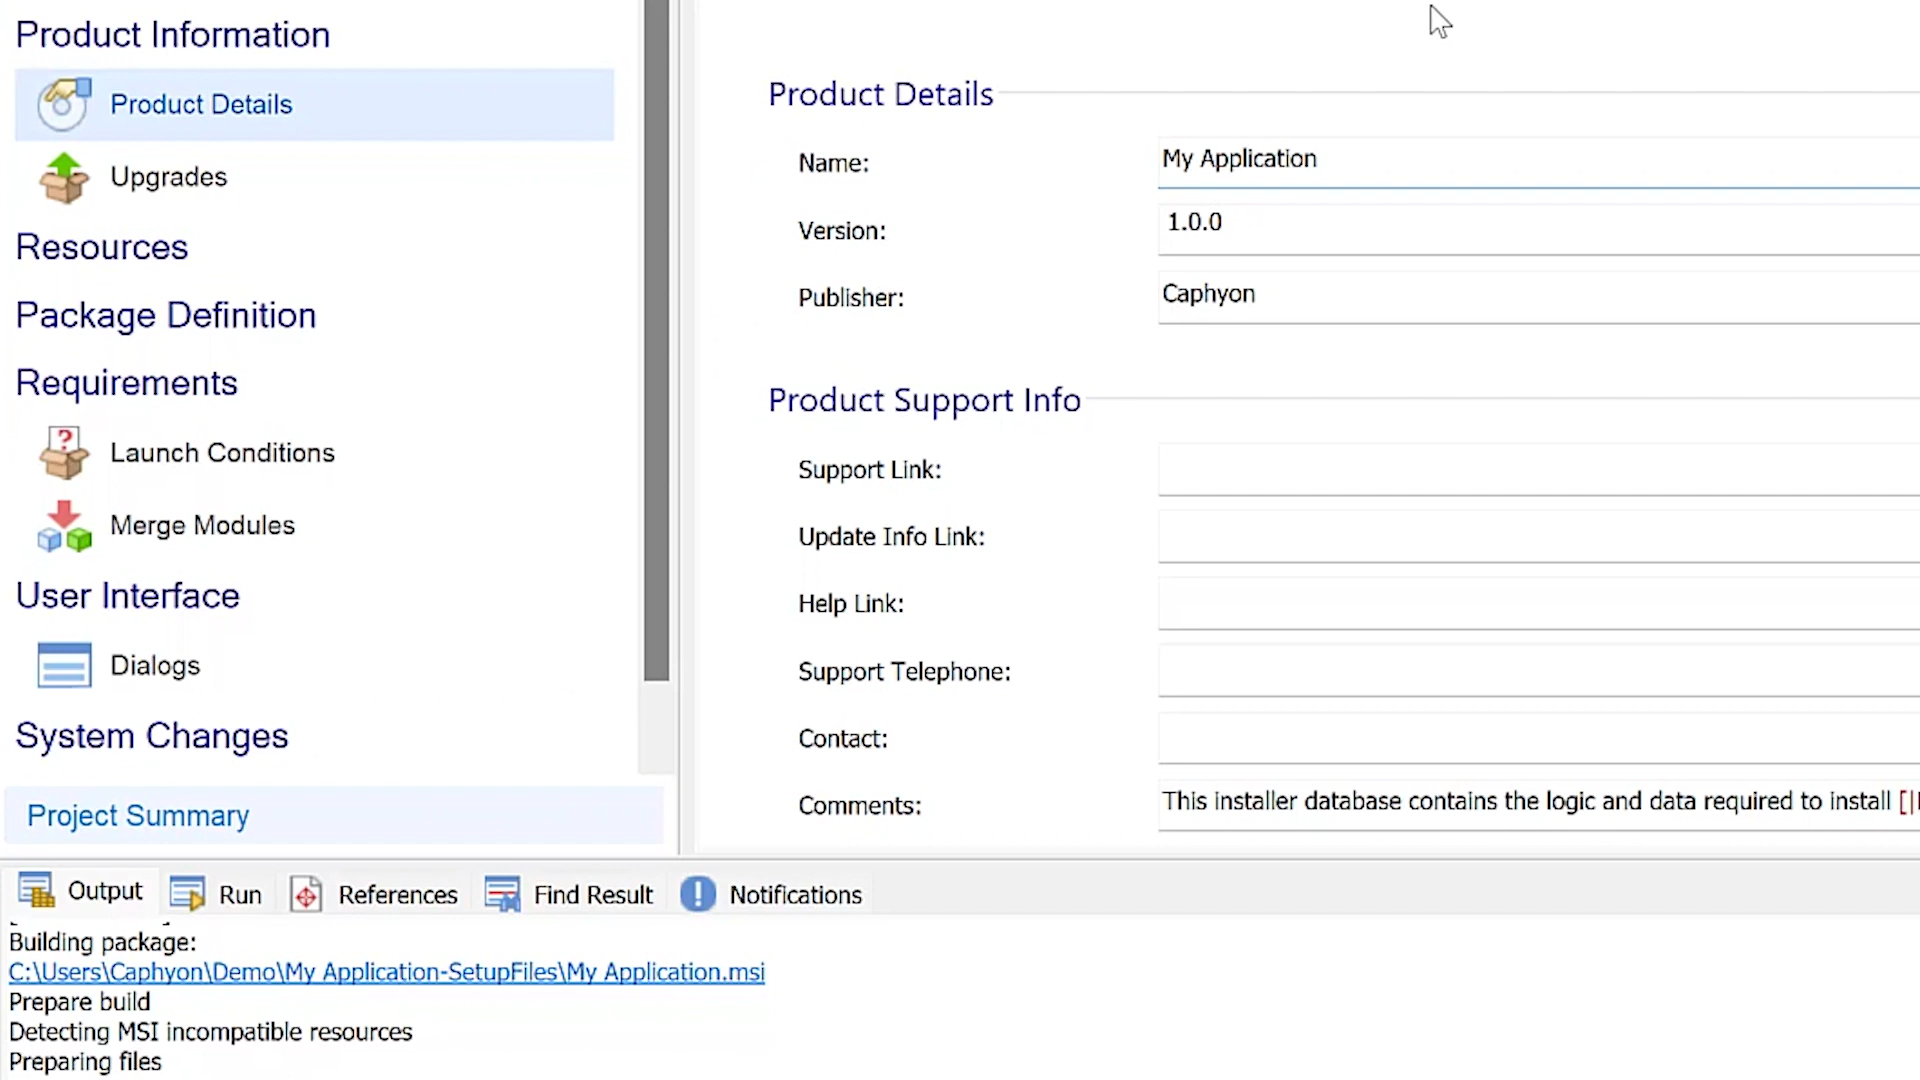 Product Information
Product Details
Upgrades
Resources
Package Definition
Requirements
Launch Conditions
Merge Modules
User Interface
Dialogs
System Changes
Project Summary
Product Details
Name: My Application
Version: 1.0.0
Publisher: Caphyon
Product Support Info
Support Link:
Update Info Link:
Help Link:
Support Telephone:
Contact:
Comments: This installer database contains the logic and data required to install [|
Output Run References Find Result Notifications
Building package:
C:\Users\Caphyon\Demo\My Application-SetupFiles\My Application.msi
Prepare build
Detecting MSI incompatible resources
Preparing files